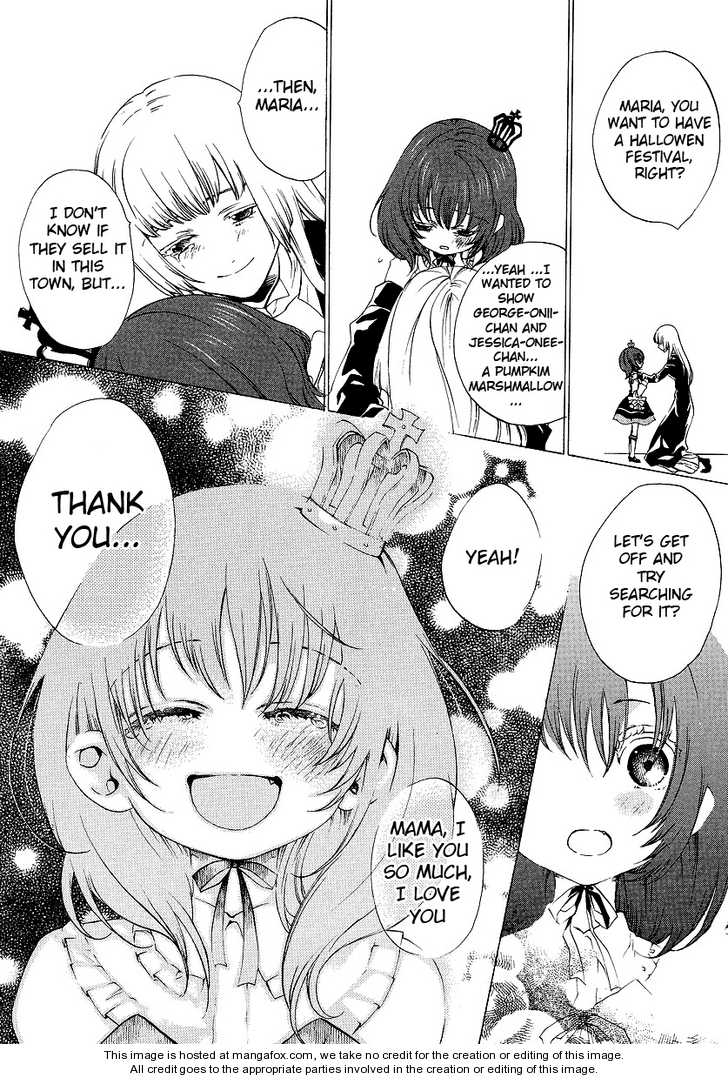 MARIA, YOU
WANT TO HAVE
A HALLOWEN
FESTIVAL,
RIGHT?
...YEAH ...I
WANTED TO
SHOW
GEORGE-ONII-
CHAN AND
JESSICA-ONEE-
CHAN...
A PUMPKIM
MARSHMALLOW
...
...THEN,
MARIA...
I DON'T
KNOW IF
THEY SELL IT
IN THIS
TOWN, BUT...
LET'S GET
OFF AND
TRY
SEARCHING
FOR IT?
YEAH!
THANK
YOU...
MAMA, I
LIKE YOU
SO MUCH,
I LOVE
YOU
This image is hosted at mangafox.com, we take no credit for the creation or editing of this image.
All credit goes to the appropriate parties involved in the creation or editing of this image.